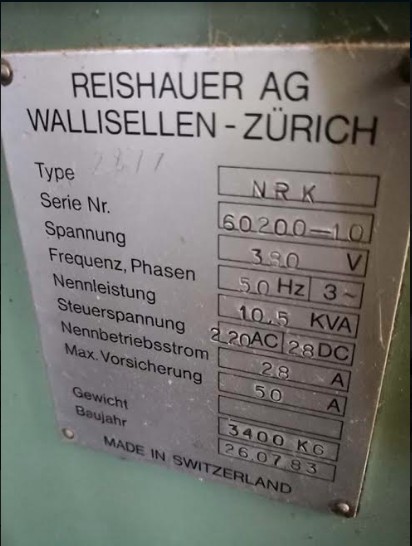 REISHAUER AG
WALLISELLEN - ZÜRICH
Type NRK
Serie Nr. 60200-10
Spannung 380 V
Frequenz, Phasen 50 Hz 3~
Nennleistung 10.5 KVA
Steuerspannung 220AC 28DC
Nennbetriebsstrom 28 A
Max. Vorsicherung 50 A
Gewicht 3400 KG
Baujahr 26.07.83
MADE IN SWITZERLAND